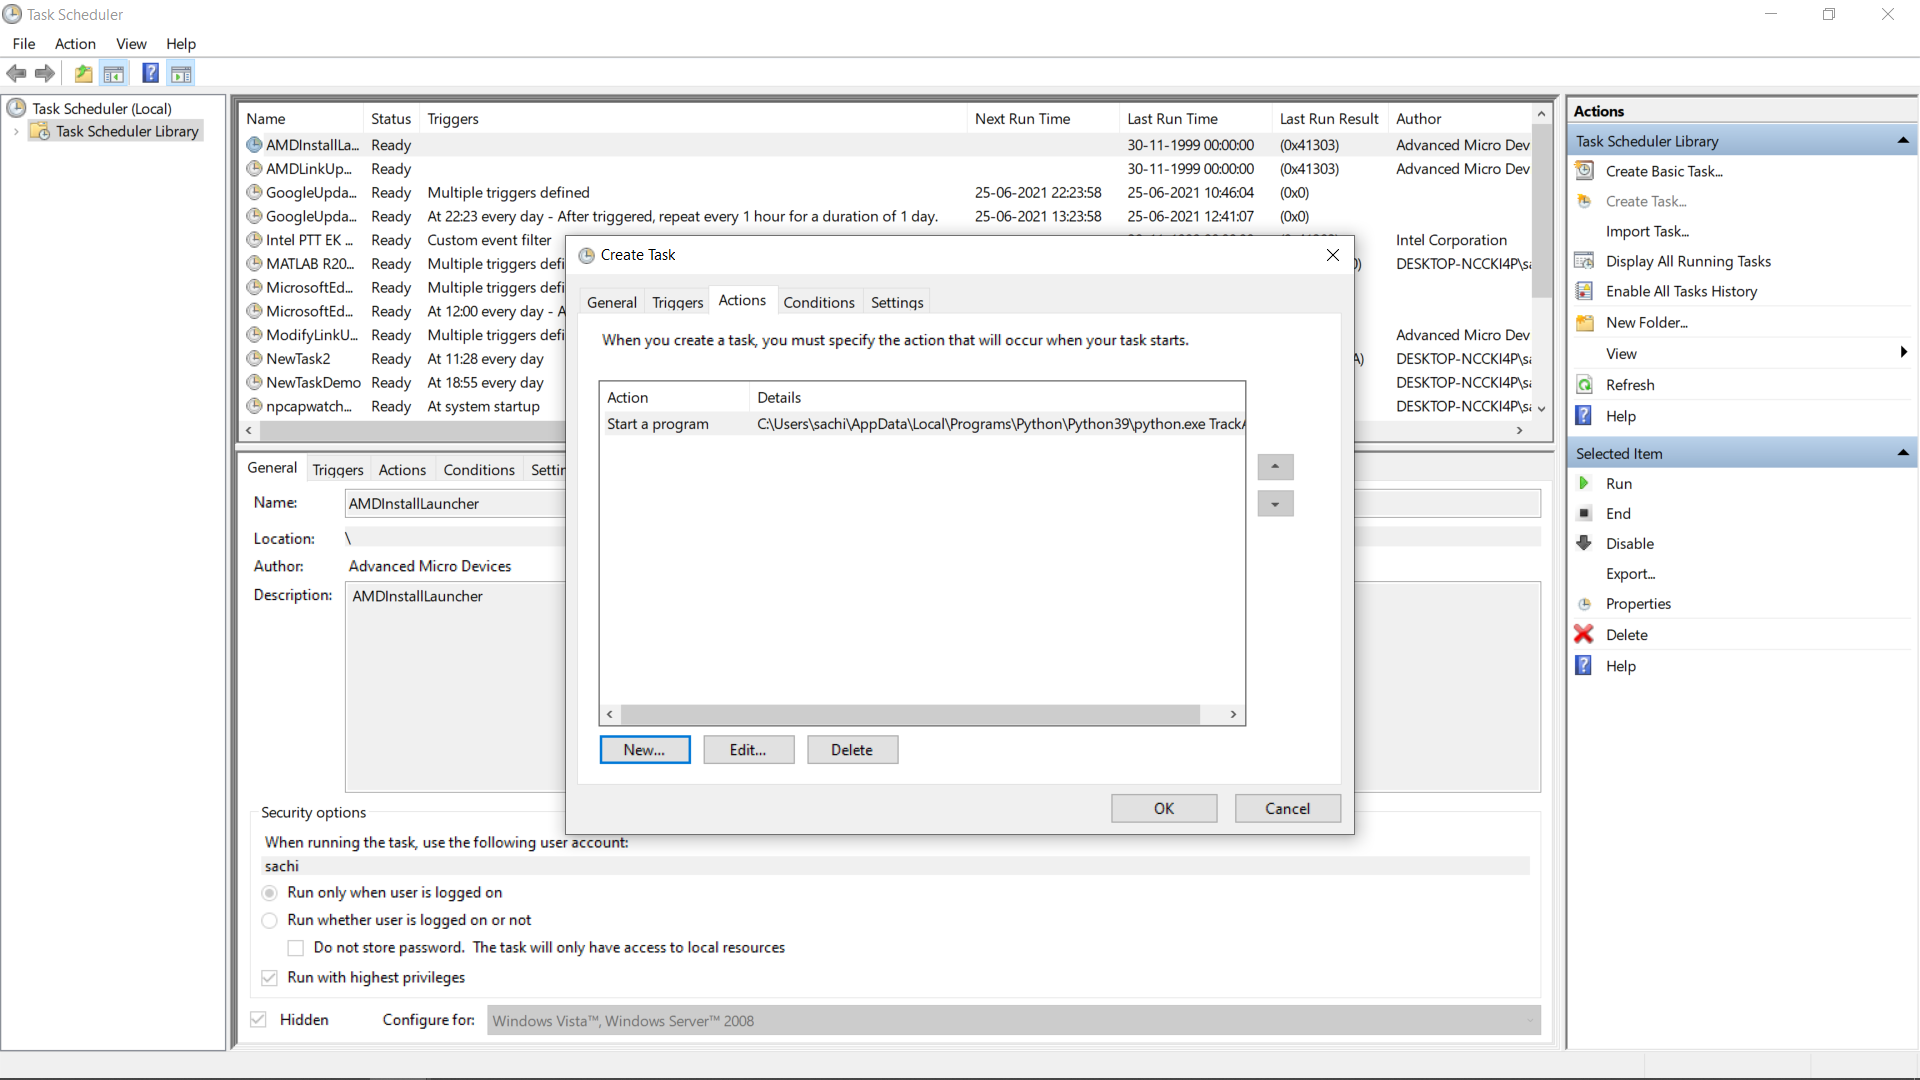 Task Scheduler
File Action View Help
Task Scheduler (Local)
Task Scheduler Library
Name Status Triggers Next Run Time Last Run Time Last Run Result Author
AMDInstallLa... Ready 30-11-1999 00:00:00 (0x41303) Advanced Micro Dev
AMDLinkUp... Ready 30-11-1999 00:00:00 (0x41303) Advanced Micro Dev
GoogleUpda... Ready Multiple triggers defined 25-06-2021 22:23:58 25-06-2021 10:46:04 (0x0)
GoogleUpda... Ready At 22:23 every day - After triggered, repeat every 1 hour for a duration of 1 day. 25-06-2021 13:23:58 25-06-2021 12:41:07 (0x0)
Intel PTT EK ... Ready Custom event filter Intel Corporation
MATLAB R20... Ready Multiple triggers defi DESKTOP-NCCKI4P\sa
MicrosoftEd... Ready Multiple triggers defi
MicrosoftEd... Ready At 12:00 every day - A
ModifyLinkU... Ready Multiple triggers defi Advanced Micro Dev
NewTask2 Ready At 11:28 every day DESKTOP-NCCKI4P\sa
NewTaskDemo Ready At 18:55 every day DESKTOP-NCCKI4P\sa
npcapwatch... Ready At system startup DESKTOP-NCCKI4P\sa
General Triggers Actions Conditions Settin
Name: AMDInstallLauncher
Location: \
Author: Advanced Micro Devices
Description: AMDInstallLauncher
Security options
When running the task, use the following user account:
sachi
Run only when user is logged on
Run whether user is logged on or not
Do not store password. The task will only have access to local resources
Run with highest privileges
Hidden Configure for: Windows Vista™, Windows Server™ 2008
Create Task
General Triggers Actions Conditions Settings
When you create a task, you must specify the action that will occur when your task starts.
Action Details
Start a program C:\Users\sachi\AppData\Local\Programs\Python\Python39\python.exe TrackA
New... Edit... Delete
OK Cancel
Actions
Task Scheduler Library
Create Basic Task...
Create Task...
Import Task...
Display All Running Tasks
Enable All Tasks History
New Folder...
View
Refresh
Help
Selected Item
Run
End
Disable
Export...
Properties
Delete
Help